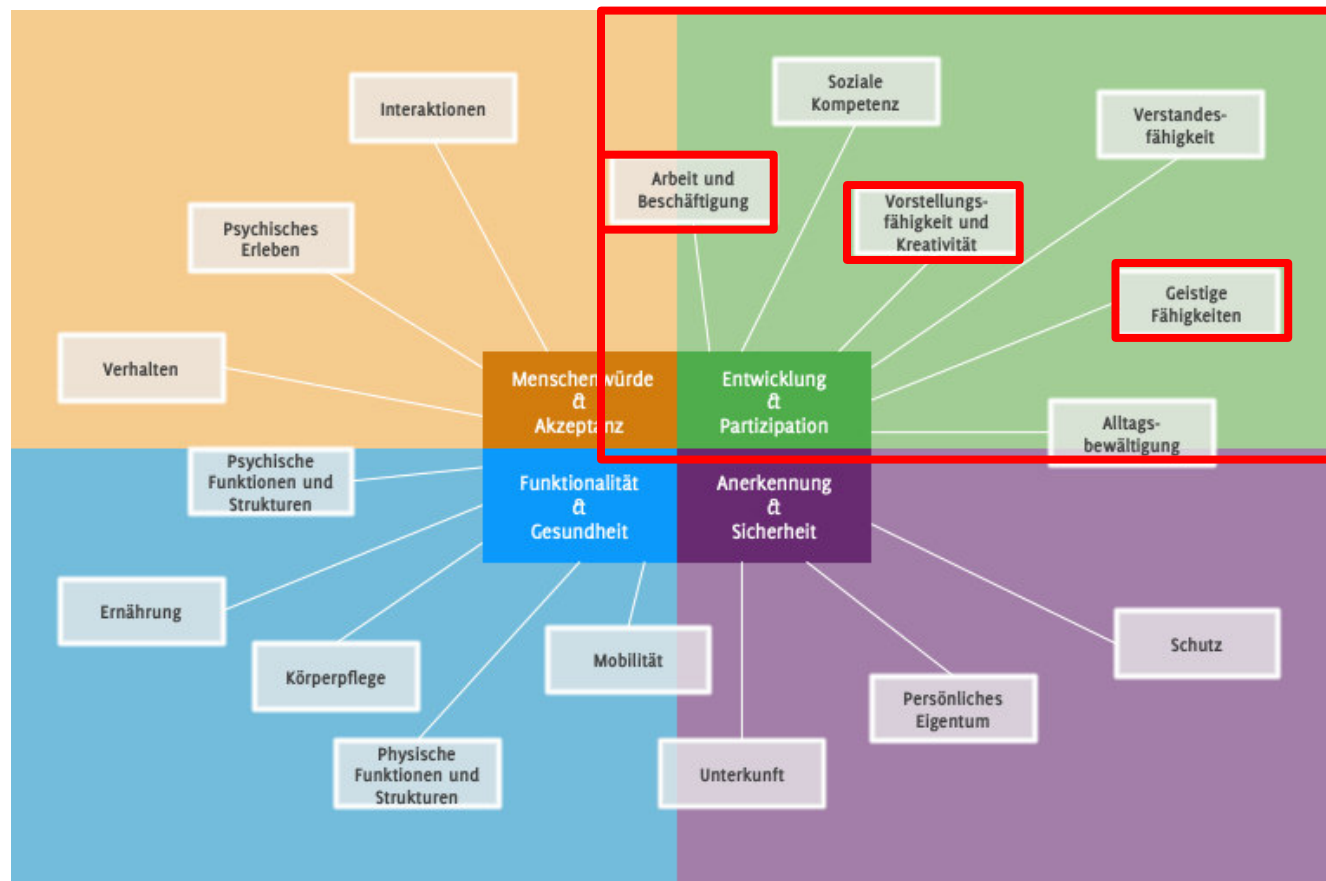 Interaktionen
Psychisches
Erleben
Verhalten
Menschenwürde
&
Akzeptanz
Soziale
Kompetenz
Verstandes-
fähigkeit
Arbeit und
Beschäftigung
Vorstellungs-
fähigkeit und
Kreativität
Geistige
Fähigkeiten
Alltags-
bewältigung
Entwicklung
&
Partizipation
Psychische
Funktionen und
Strukturen
Funktionalität
&
Gesundheit
Ernährung
Körperpflege
Physische
Funktionen und
Strukturen
Mobilität
Anerkennung
&
Sicherheit
Unterkunft
Persönliches
Eigentum
Schutz